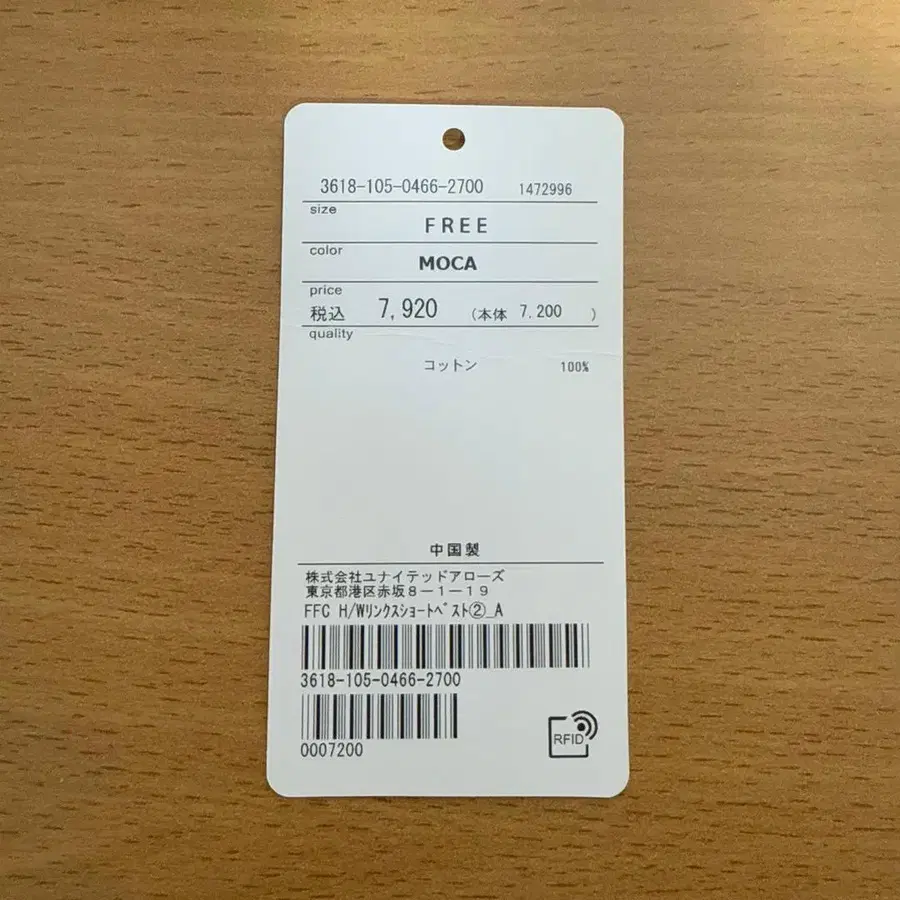 3618-105-0466-2700 1472996
size
FREE
color
MOCA
price
税込 7,920 (本体 7,200 )
quality
コットン 100%
中国製
株式会社ユナイテッドアローズ
東京都港区赤坂8-1-19
FFC H/Wリンクスショートベスト②_A
3618-105-0466-2700
0007200
RFID